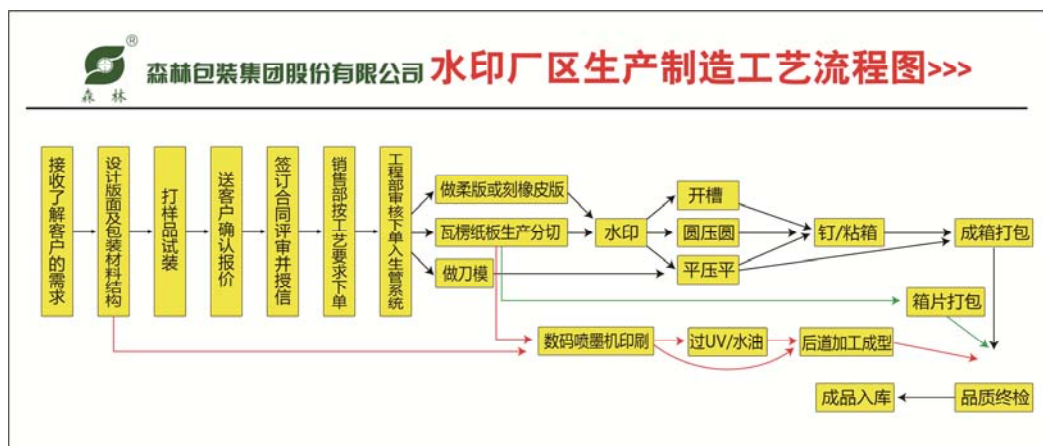 ®
森林
森林包装集团股份有限公司
水印厂区生产制造工艺流程图>>>
接收了解客户的需求
设计版面及包装材料结构
打样品试装
送客户确认报价
签订合同评审并授信
销售部按工艺要求下单
工程部审核下单入生管系统
做柔版或刻橡皮版
瓦楞纸板生产分切
做刀模
水印
开槽
圆压圆
平压平
钉/粘箱
成箱打包
箱片打包
数码喷墨机印刷
过UV/水油
后道加工成型
成品入库
品质终检